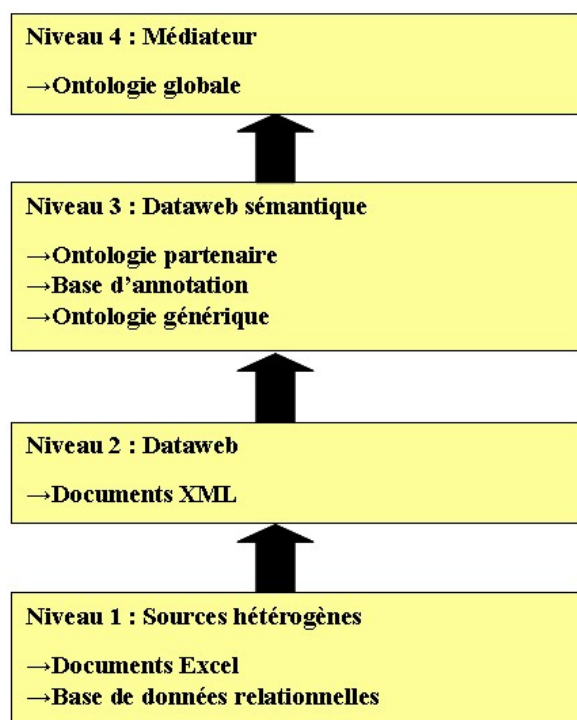 Niveau 4 : Médiateur
→Ontologie globale
Niveau 3 : Dataweb sémantique
→Ontologie partenaire
→Base d’annotation
→Ontologie générique
Niveau 2 : Dataweb
→Documents XML
Niveau 1 : Sources hétérogènes
→Documents Excel
→Base de données relationnelles